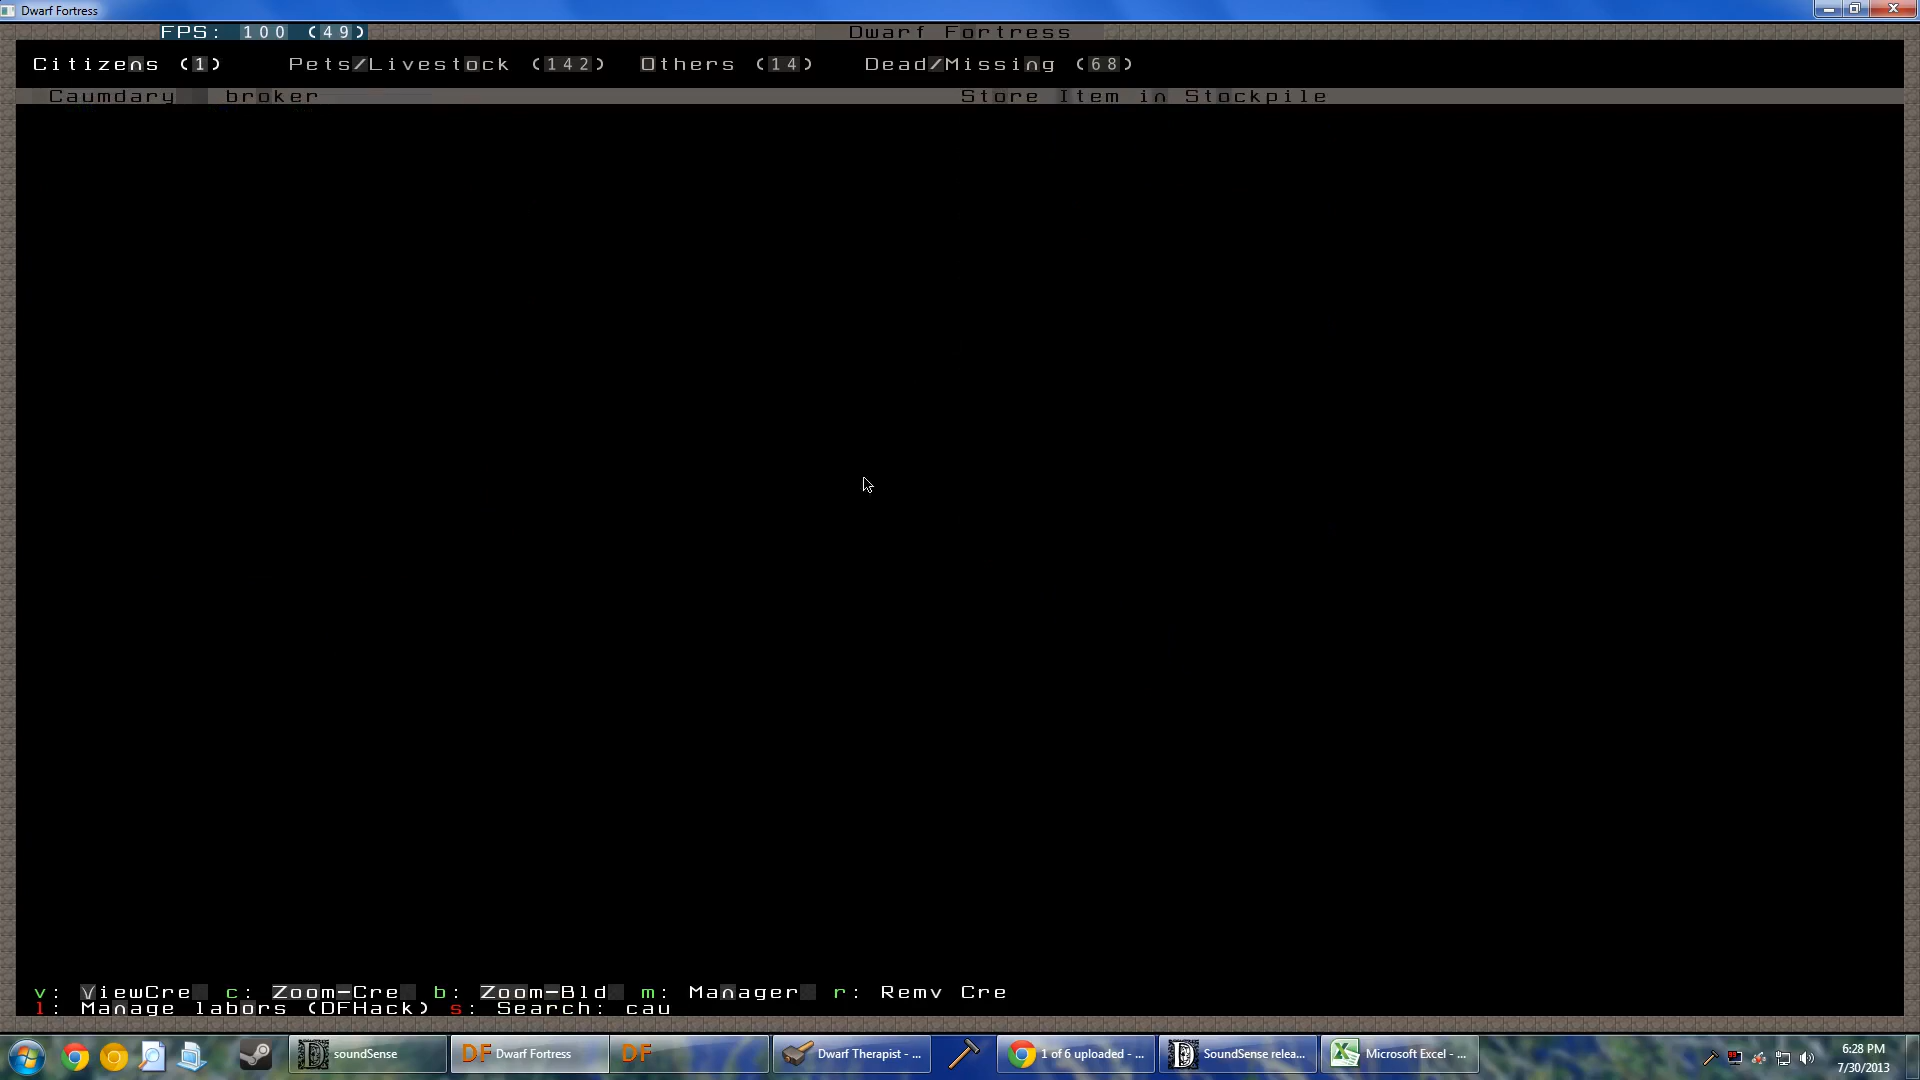 Dwarf Fortress
FPS: 100 (49) Dwarf Fortress
Citizens (1) Pets/Livestock (142) Others (14) Dead/Missing (68)
Caumdary broker Store Item in Stockpile
v: ViewCre c: Zoom-Cre b: Zoom-Bld m: Manager r: Remv Cre
l: Manage labors (DFHack) s: Search: cau
soundSense DF Dwarf Fortress DF Dwarf Therapist - ... 1 of 6 uploaded - ... SoundSense relea... Microsoft Excel - ... 6:28 PM
7/30/2013